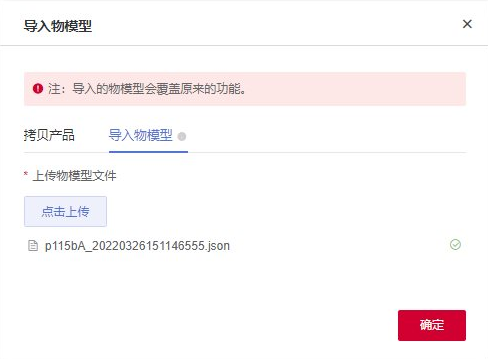 导入物模型
注：导入的物模型会覆盖原来的功能。
拷贝产品 导入物模型
* 上传物模型文件
点击上传
p115bA_20220326151146555.json
确定